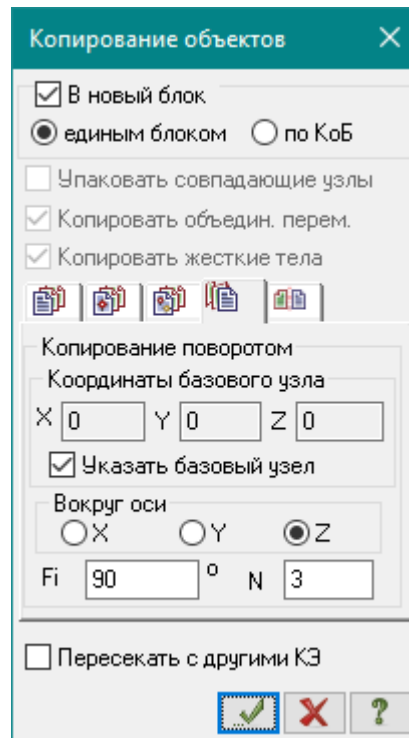 Копирование объектов
В новый блок
единым блоком по КоБ
Упаковать совпадающие узлы
Копировать объедин. перем.
Копировать жесткие тела
Копирование поворотом
Координаты базового узла
X 0 Y 0 Z 0
Указать базовый узел
Вокруг оси
X Y Z
Fi 90 ° N 3
Пересекать с другими КЭ
?